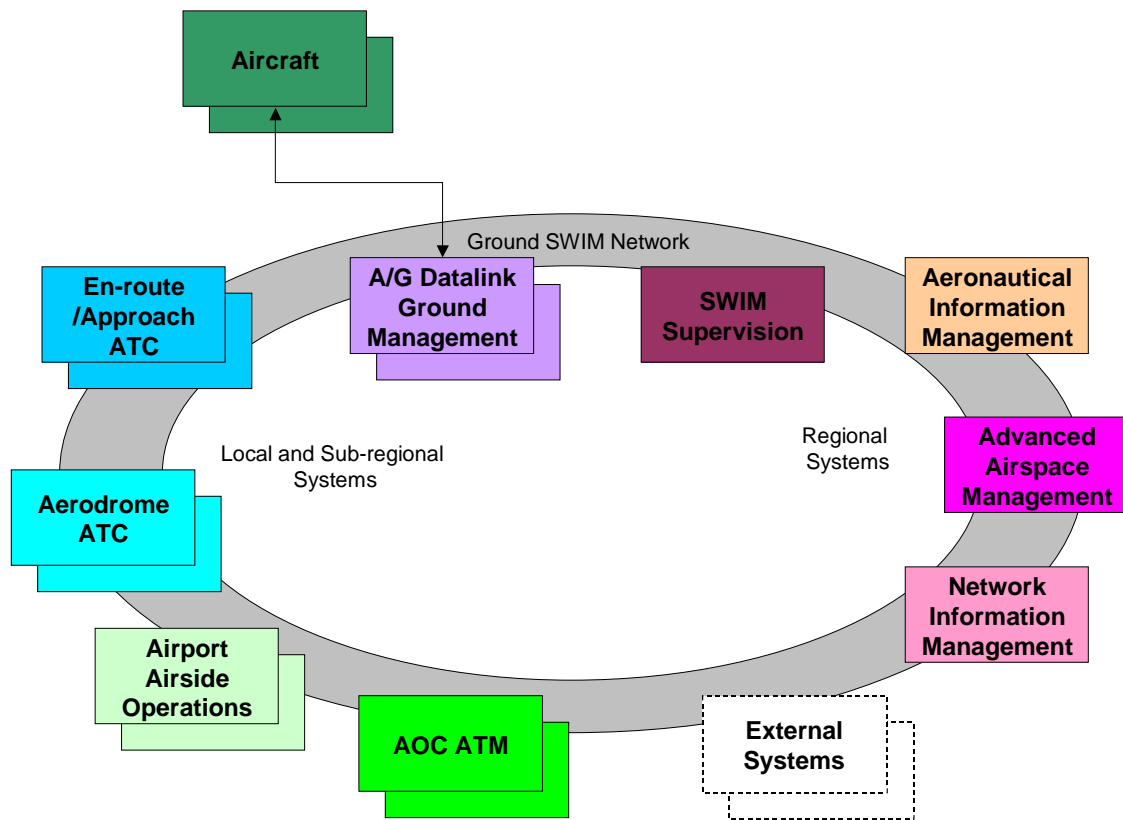 Aircraft
Ground SWIM Network
En-route
/Approach
ATC
A/G Datalink
Ground
Management
SWIM
Supervision
Aeronautical
Information
Management
Local and Sub-regional
Systems
Regional
Systems
Advanced
Airspace
Management
Aerodrome
ATC
Network
Information
Management
Airport
Airside
Operations
AOC ATM
External
Systems